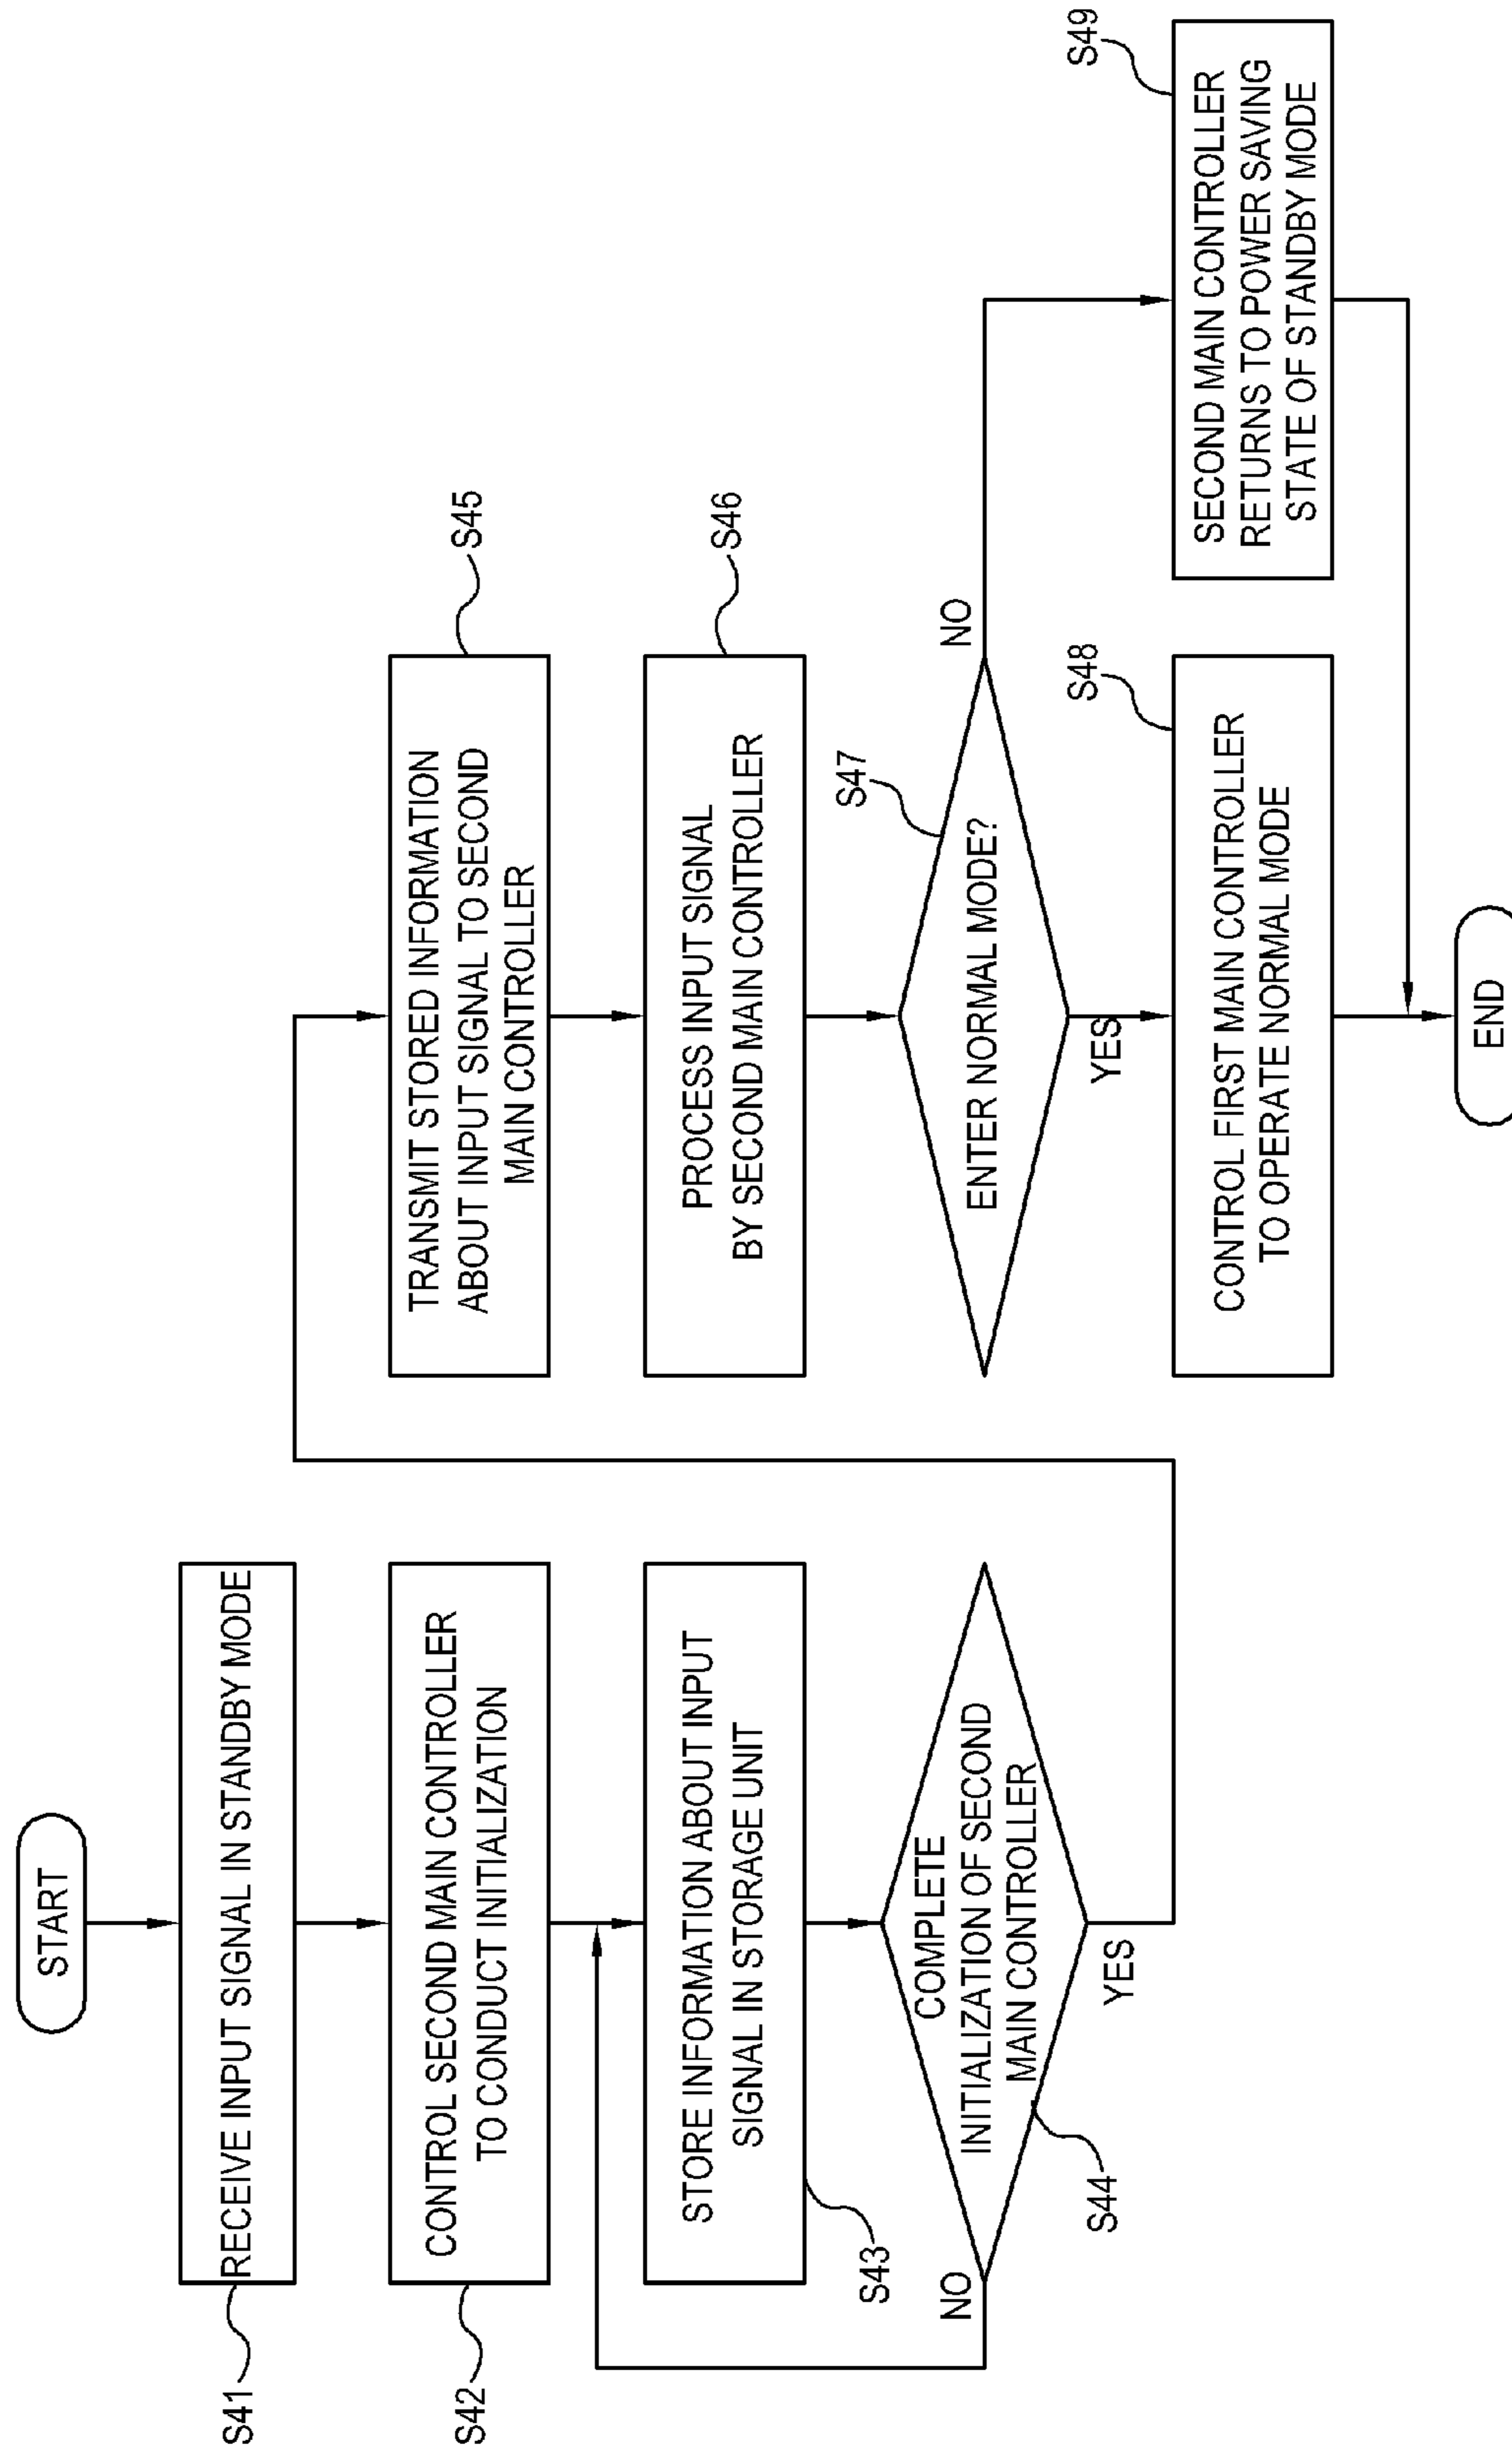 START
S41
RECEIVE INPUT SIGNAL IN STANDBY MODE
S42
CONTROL SECOND MAIN CONTROLLER
TO CONDUCT INITIALIZATION
STORE INFORMATION ABOUT INPUT
SIGNAL IN STORAGE UNIT
S43
COMPLETE
INITIALIZATION OF SECOND
MAIN CONTROLLER
NO
S44
YES
TRANSMIT STORED INFORMATION
ABOUT INPUT SIGNAL TO SECOND
MAIN CONTROLLER
S45
PROCESS INPUT SIGNAL
BY SECOND MAIN CONTROLLER
S46
S47
ENTER NORMAL MODE?
NO
YES
S48
CONTROL FIRST MAIN CONTROLLER
TO OPERATE NORMAL MODE
S49
SECOND MAIN CONTROLLER
RETURNS TO POWER SAVING
STATE OF STANDBY MODE
END